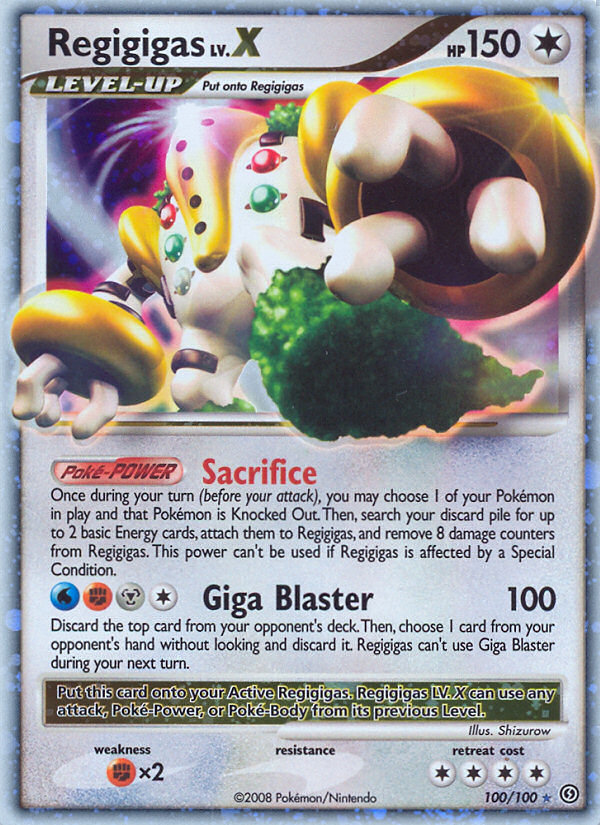 Regigigas LV.X HP 150
LEVEL-UP Put onto Regigigas
Poké-POWER Sacrifice
Once during your turn (before your attack), you may choose 1 of your Pokémon
in play and that Pokémon is Knocked Out. Then, search your discard pile for up
to 2 basic Energy cards, attach them to Regigigas, and remove 8 damage counters
from Regigigas. This power can't be used if Regigigas is affected by a Special
Condition.
Giga Blaster 100
Discard the top card from your opponent's deck. Then, choose 1 card from your
opponent's hand without looking and discard it. Regigigas can't use Giga Blaster
during your next turn.
Put this card onto your Active Regigigas. Regigigas LV.X can use any
attack, Poké-Power, or Poké-Body from its previous Level.
Illus. Shizurow
weakness resistance retreat cost
×2
©2008 Pokémon/Nintendo 100/100